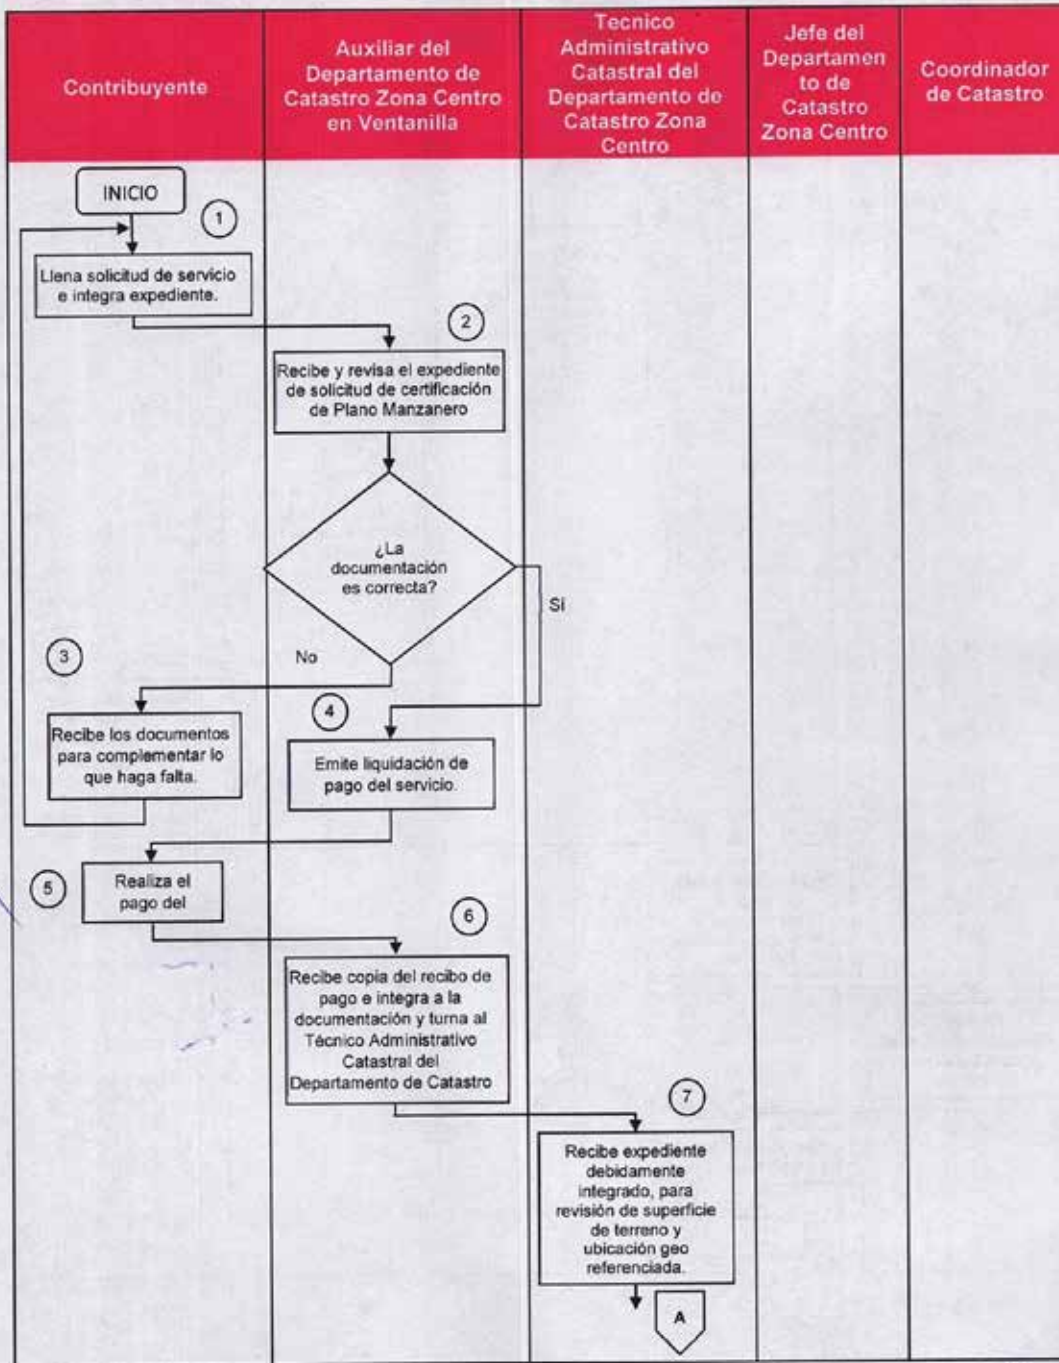 Contribuyente
Auxiliar del
Departamento de
Catastro Zona Centro
en Ventanilla
Tecnico
Administrativo
Catastral del
Departamento de
Catastro Zona
Centro
Jefe del
Departamen
to de
Catastro
Zona Centro
Coordinador
de Catastro
INICIO
1
Llena solicitud de servicio
e integra expediente.
2
Recibe y revisa el expediente
de solicitud de certificación
de Plano Manzanero
¿La
documentación
es correcta?
Sí
No
3
Recibe los documentos
para complementar lo
que haga falta.
4
Emite liquidación de
pago del servicio.
5
Realiza el
pago del
6
Recibe copia del recibo de
pago e integra a la
documentación y turna al
Técnico Administrativo
Catastral del
Departamento de Catastro
7
Recibe expediente
debidamente
integrado, para
revisión de superficie
de terreno y
ubicación geo
referenciada.
A